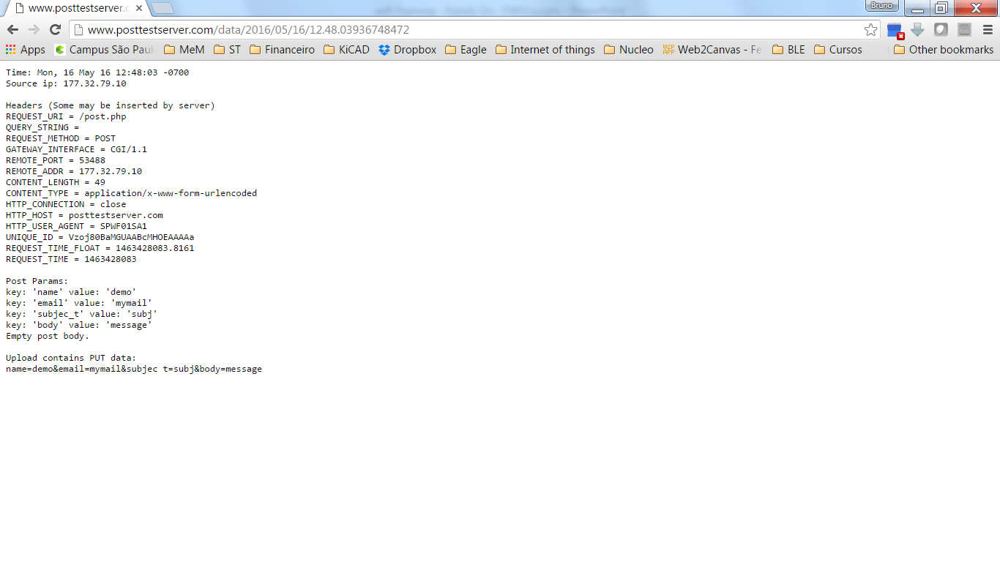 www.posttestserver.c
Bruno
www.posttestserver.com/data/2016/05/16/12.48.03936748472
Apps Campus São Paul MeM ST Financeiro KiCAD Dropbox Eagle Internet of things Nucleo Web2Canvas - Fe BLE Cursos Other bookmarks
Time: Mon, 16 May 16 12:48:03 -0700
Source ip: 177.32.79.10
Headers (Some may be inserted by server)
REQUEST_URI = /post.php
QUERY_STRING =
REQUEST_METHOD = POST
GATEWAY_INTERFACE = CGI/1.1
REMOTE_PORT = 53488
REMOTE_ADDR = 177.32.79.10
CONTENT_LENGTH = 49
CONTENT_TYPE = application/x-www-form-urlencoded
HTTP_CONNECTION = close
HTTP_HOST = posttestserver.com
HTTP_USER_AGENT = SPWF01SA1
UNIQUE_ID = Vzoj80BaMGUAABcMHOEAAAAa
REQUEST_TIME_FLOAT = 1463428083.8161
REQUEST_TIME = 1463428083
Post Params:
key: 'name' value: 'demo'
key: 'email' value: 'mymail'
key: 'subjec_t' value: 'subj'
key: 'body' value: 'message'
Empty post body.
Upload contains PUT data:
name=demo&email=mymail&subjec t=subj&body=message